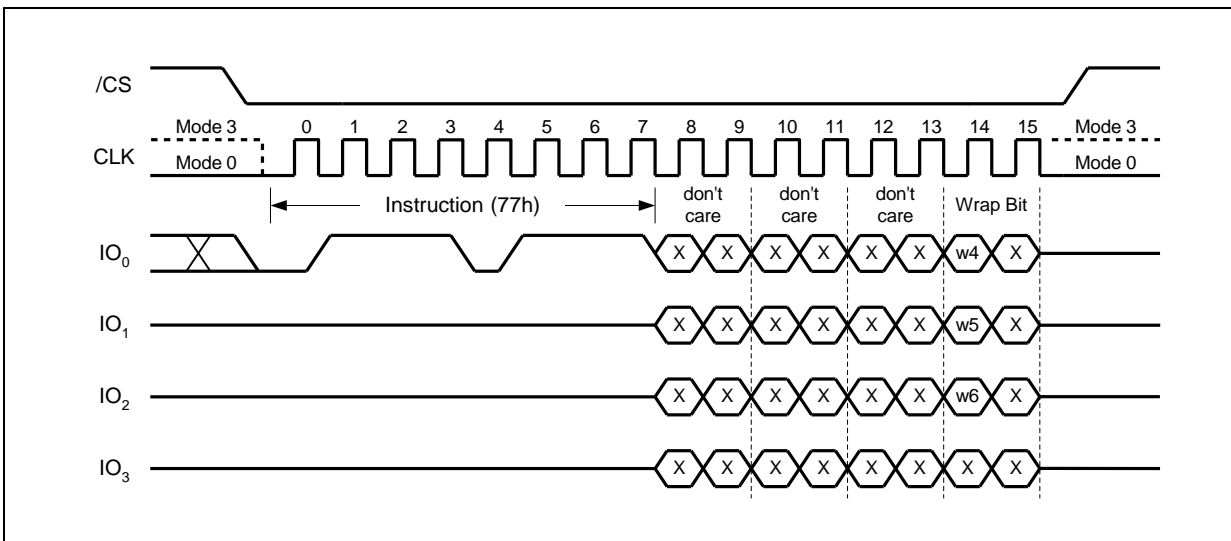 /CS
Mode 3 0 1 2 3 4 5 6 7 8 9 10 11 12 13 14 15 Mode 3
CLK
Mode 0 Mode 0
Instruction (77h) don't care don't care don't care Wrap Bit
IO0 X X X X X X w4 X
IO1 X X X X X X w5 X
IO2 X X X X X X w6 X
IO3 X X X X X X X X